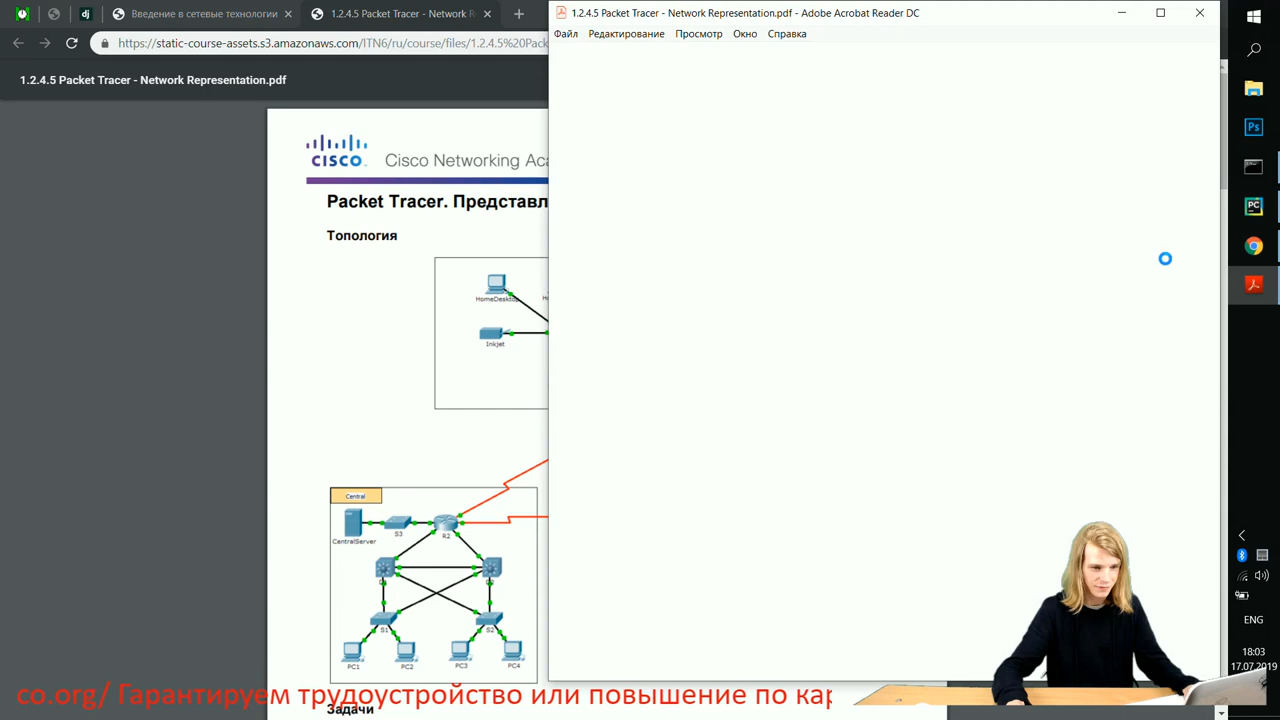 Введение в сетевые технологии
1.2.4.5 Packet Tracer - Network R
https://static-course-assets.s3.amazonaws.com/ITN6/ru/course/files/1.2.4.5%20Pack
1.2.4.5 Packet Tracer - Network Representation.pdf
1.2.4.5 Packet Tracer - Network Representation.pdf - Adobe Acrobat Reader DC
Файл Редактирование Просмотр Окно Справка
CISCO Cisco Networking Aca
Packet Tracer. Представл
Топология
HomeDesktop
Inkjet
Central
CentralServer
S3
R2
S1
S2
PC1
PC2
PC3
PC4
co.org/ Гарантируем трудоустройство или повышение по кар
Задачи
dj
Ps
PC
ENG
18:03
17.07.2019